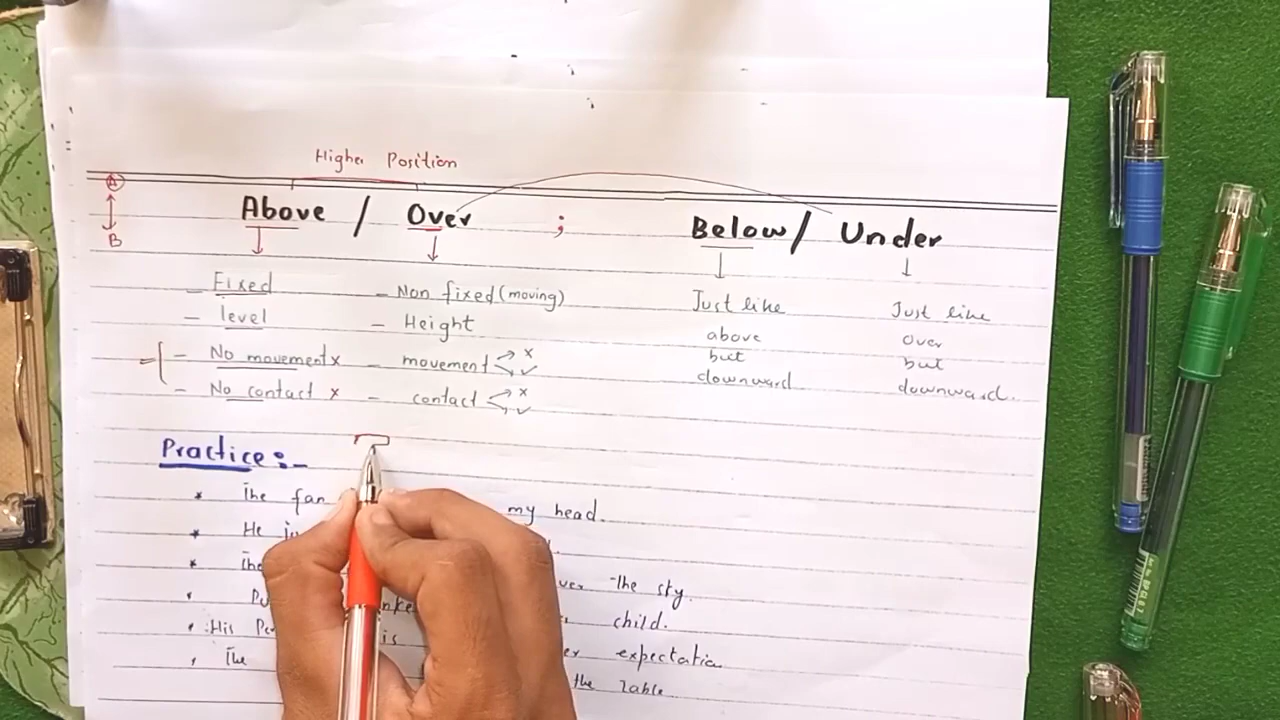 Higher Position
A
B
Above / Over ; Below / Under
- Fixed - Non fixed (moving) Just like Just like
- level - Height above over
- No movement x - movement x ✓ but but
- No contact x - contact x ✓ downward downward
Practice :-
* The fan my head.
* He
* The the sky.
child.
His is expectation
The the Table